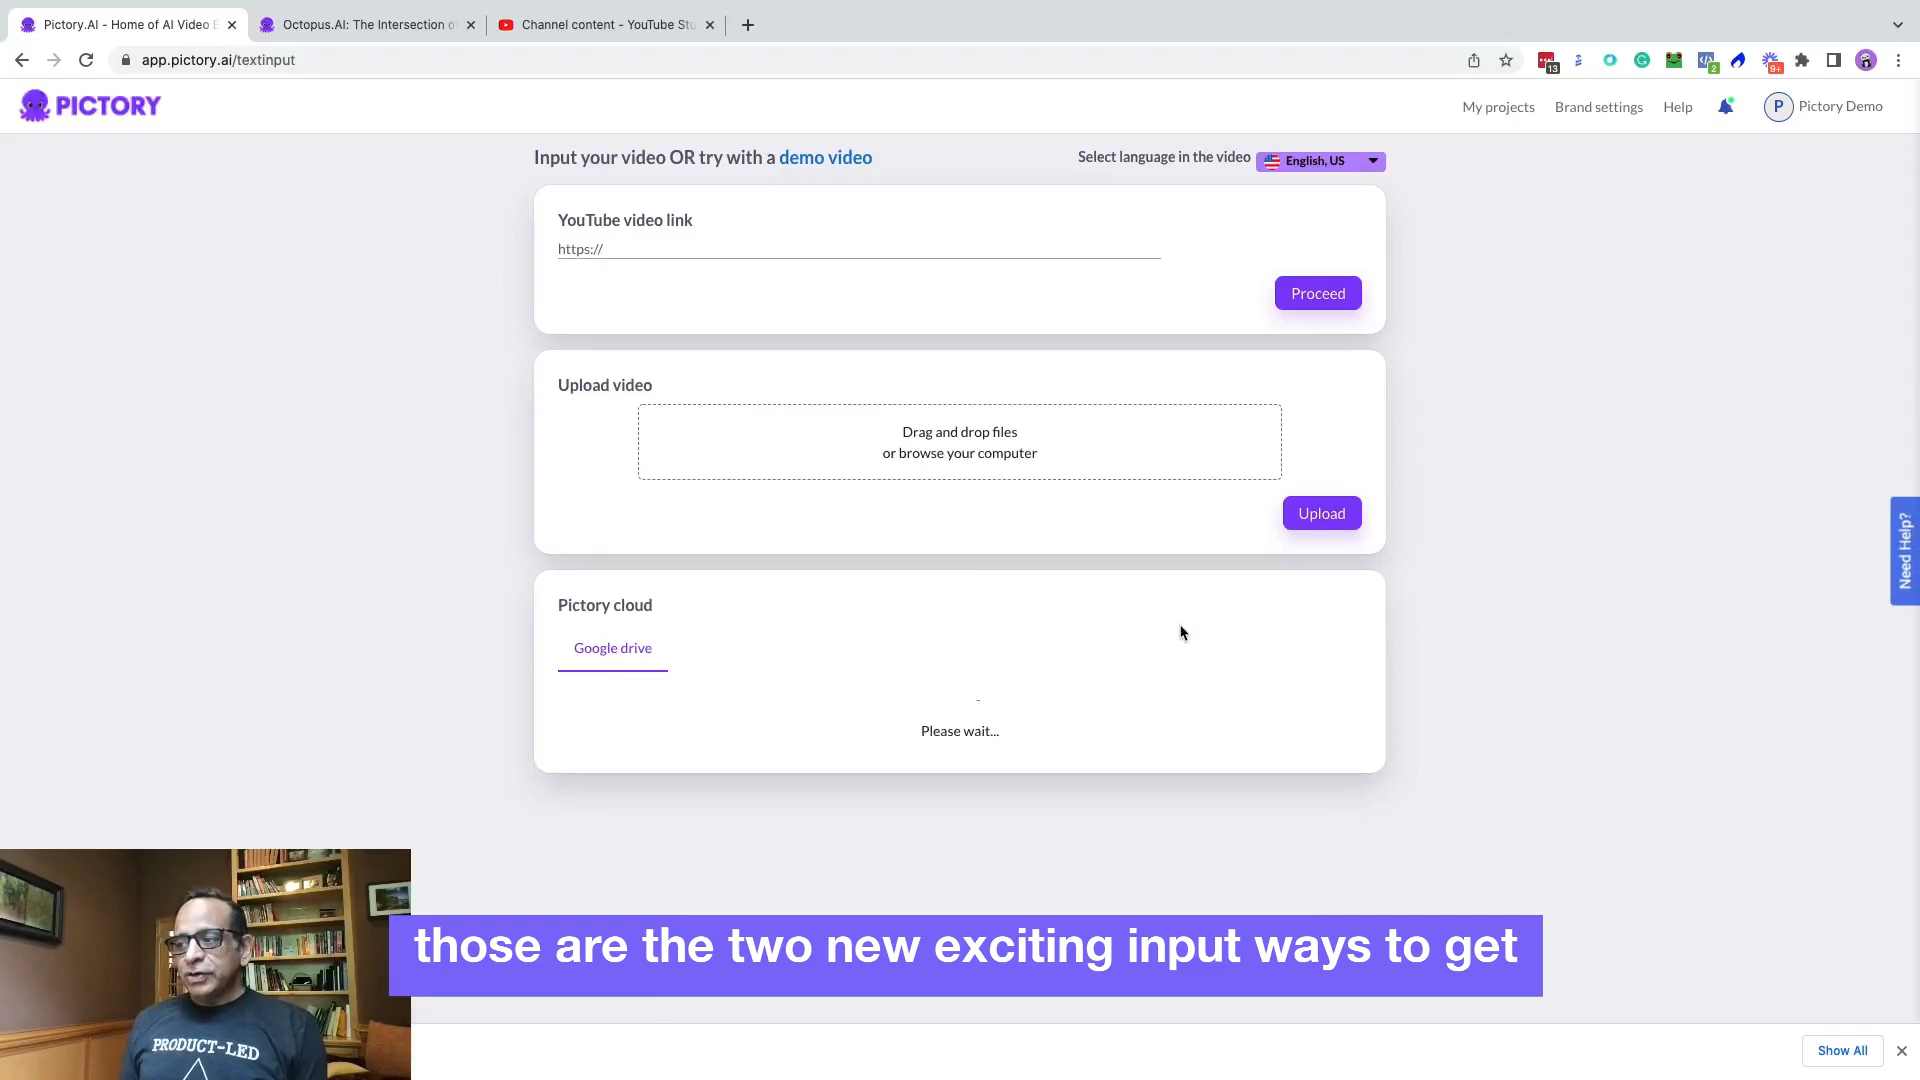 Pictory.AI - Home of AI Video E
Octopus.AI: The Intersection of
Channel content - YouTube Stu
app.pictory.ai/textinput
13
2
9+
PICTORY
My projects
Brand settings
Help
P
Pictory Demo
Input your video OR try with a demo video
Select language in the video
English, US
YouTube video link
https://
Proceed
Upload video
Drag and drop files
or browse your computer
Upload
Need Help?
Pictory cloud
Google drive
Please wait...
those are the two new exciting input ways to get
PRODUCT-LED
Show All